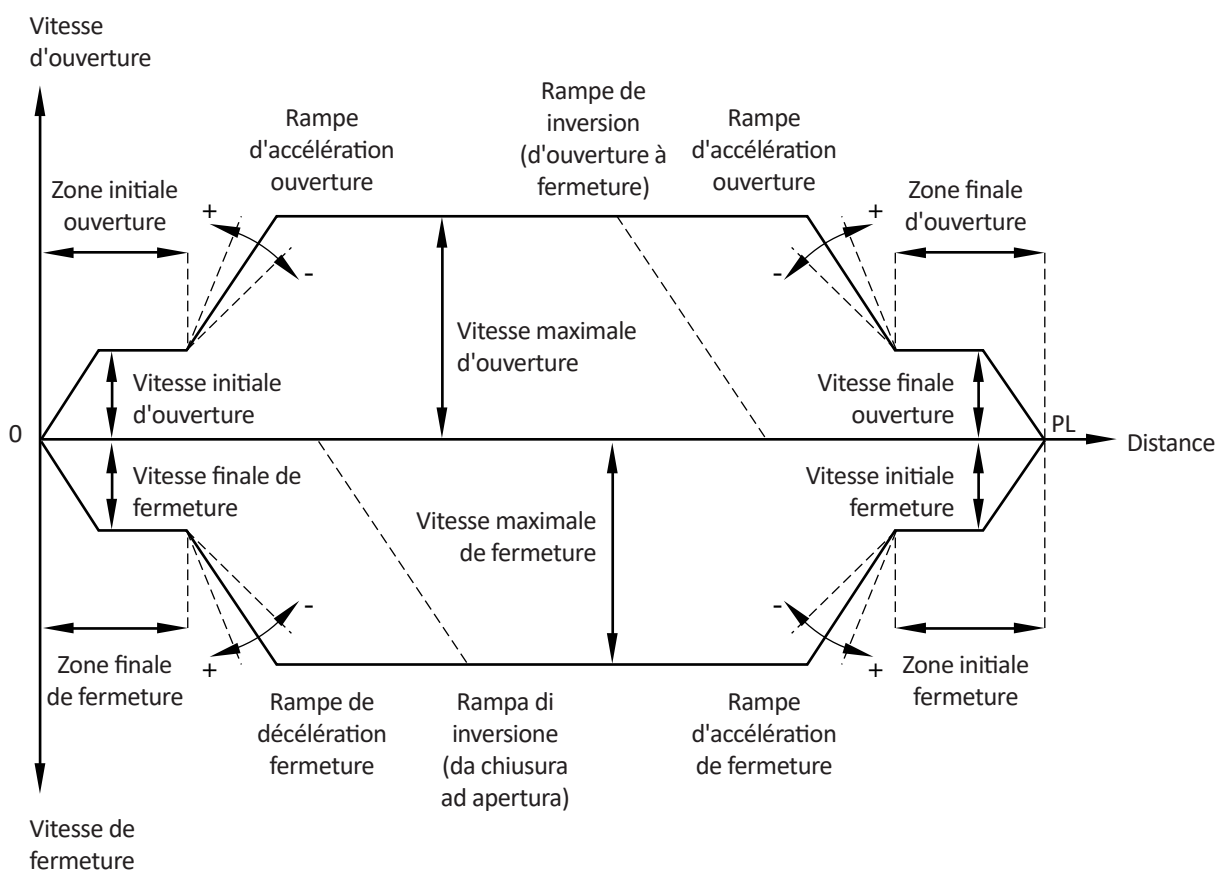 Vitesse
d'ouverture
Rampe de
inversion
(d'ouverture à
fermeture)
Rampe
d'accélération
ouverture
Rampe
d'accélération
ouverture
Zone initiale
ouverture
Zone finale
d'ouverture
+
-
-
+
Vitesse maximale
d'ouverture
Vitesse initiale
d'ouverture
Vitesse finale
ouverture
0
PL
Distance
Vitesse finale de
fermeture
Vitesse initiale
fermeture
Vitesse maximale
de fermeture
-
+
-
+
Zone finale
de fermeture
Zone initiale
fermeture
Rampe de
décélération
fermeture
Rampa di
inversione
(da chiusura
ad apertura)
Rampe
d'accélération
de fermeture
Vitesse de
fermeture